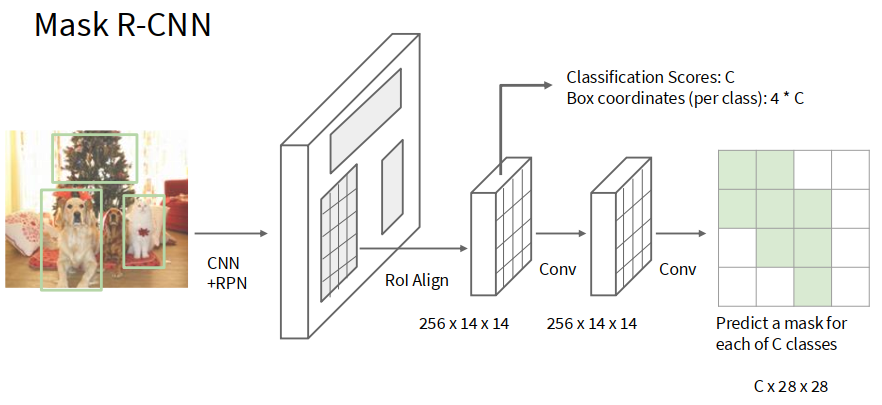 Mask R-CNN
Classification Scores: C
Box coordinates (per class): 4 * C
CNN
+RPN
RoI Align
Conv
Conv
256 x 14 x 14
256 x 14 x 14
Predict a mask for
each of C classes
C x 28 x 28